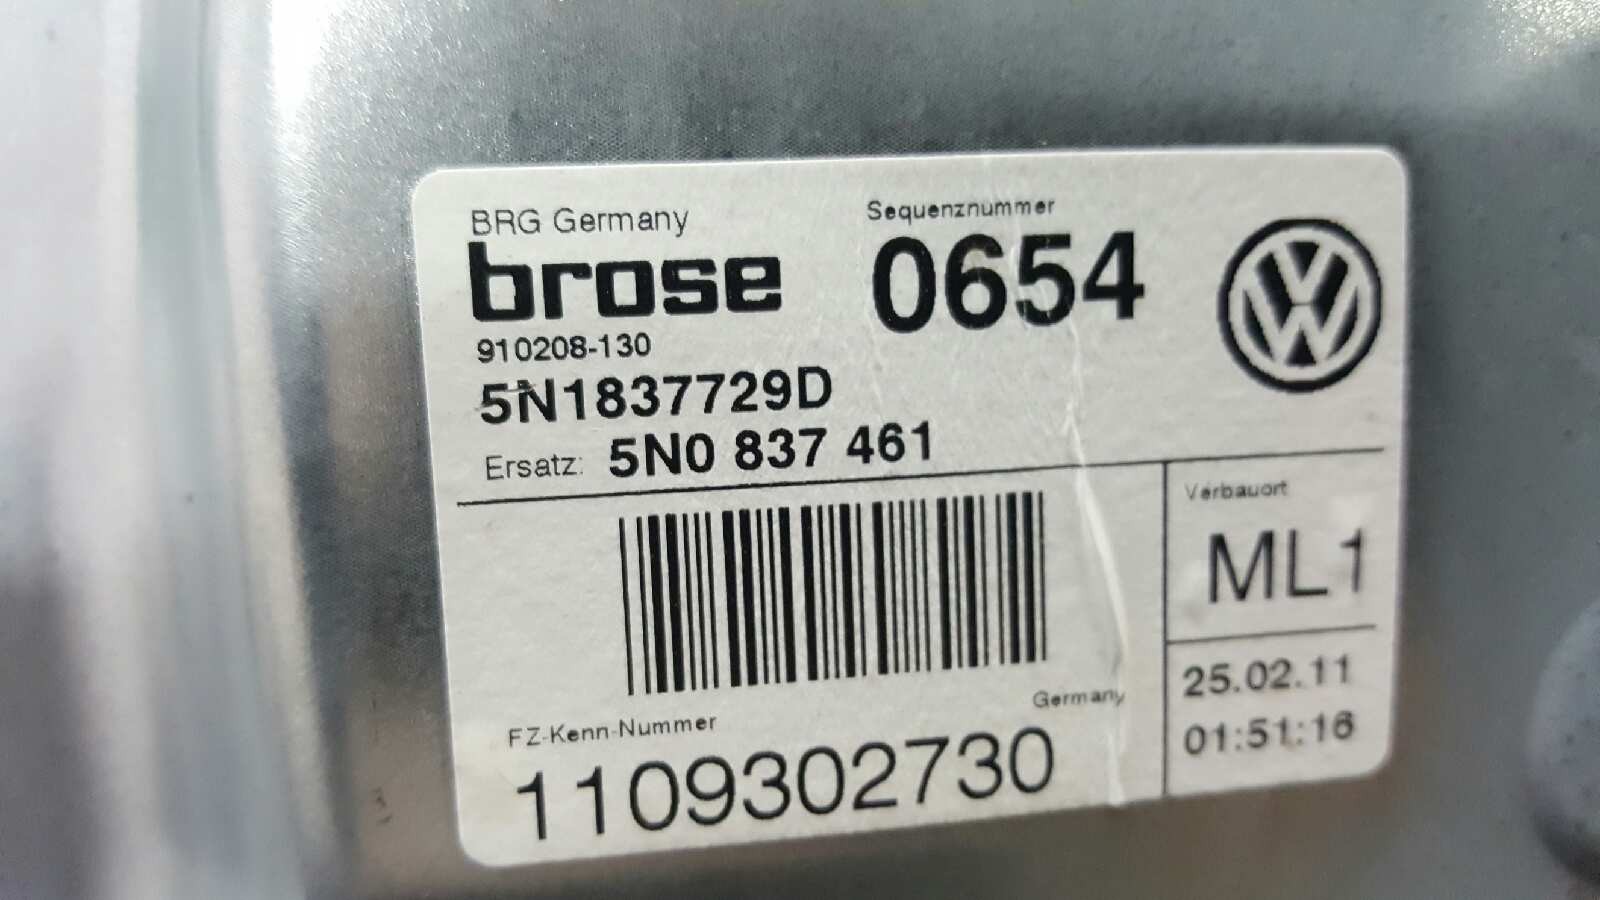 BRG Germany
brose
910208-130
5N1837729D
Ersatz: 5N0 837 461
Sequenznummer
0654
Verbauort
ML1
25.02.11
01:51:16
Germany
FZ-Kenn-Nummer
1109302730